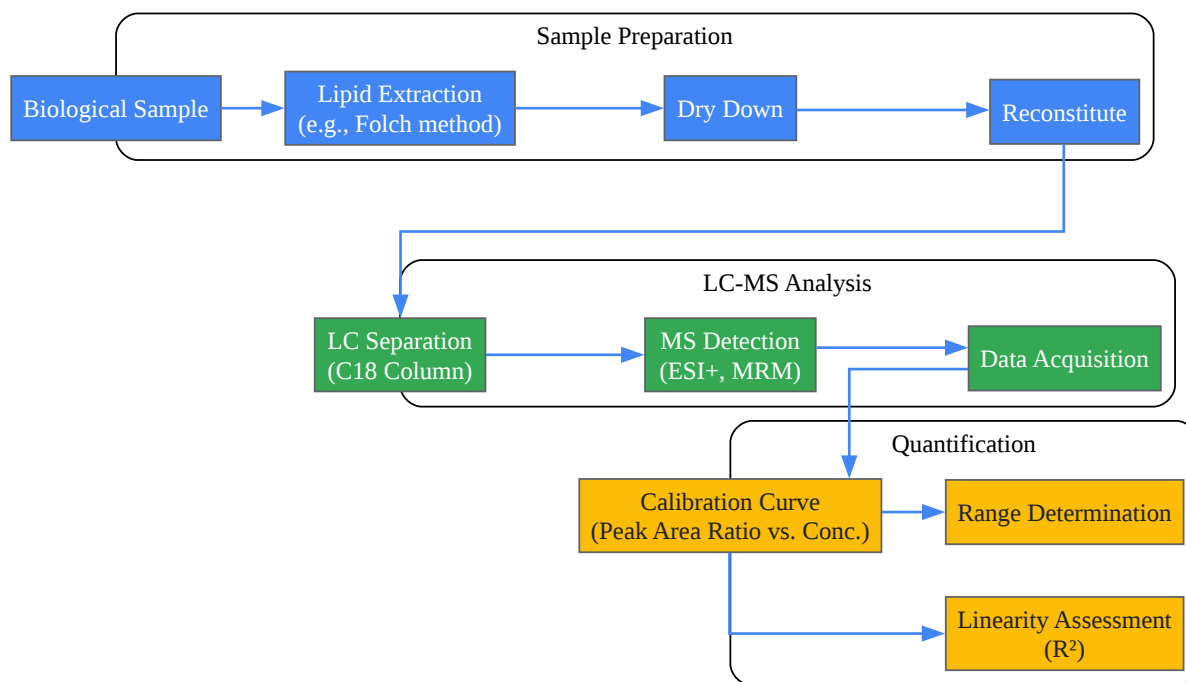 Sample Preparation
Biological Sample
Lipid Extraction
(e.g., Folch method)
Dry Down
Reconstitute
LC-MS Analysis
LC Separation
(C18 Column)
MS Detection
(ESI+, MRM)
Data Acquisition
Quantification
Calibration Curve
(Peak Area Ratio vs. Conc.)
Range Determination
Linearity Assessment
(R²)